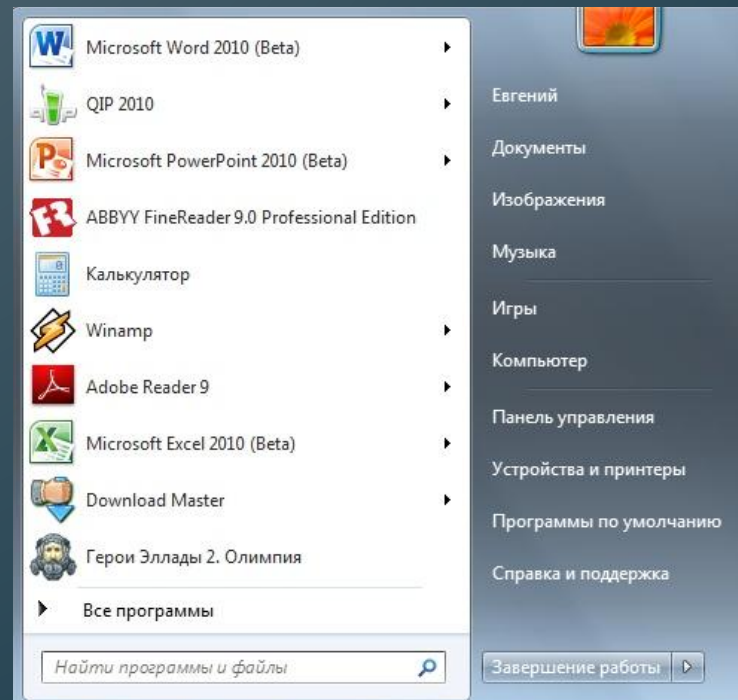 Microsoft Word 2010 (Beta)
QIP 2010
Microsoft PowerPoint 2010 (Beta)
ABBYY FineReader 9.0 Professional Edition
Калькулятор
Winamp
Adobe Reader 9
Microsoft Excel 2010 (Beta)
Download Master
Герои Эллады 2. Олимпия
Все программы
Найти программы и файлы
Евгений
Документы
Изображения
Музыка
Игры
Компьютер
Панель управления
Устройства и принтеры
Программы по умолчанию
Справка и поддержка
Завершение работы